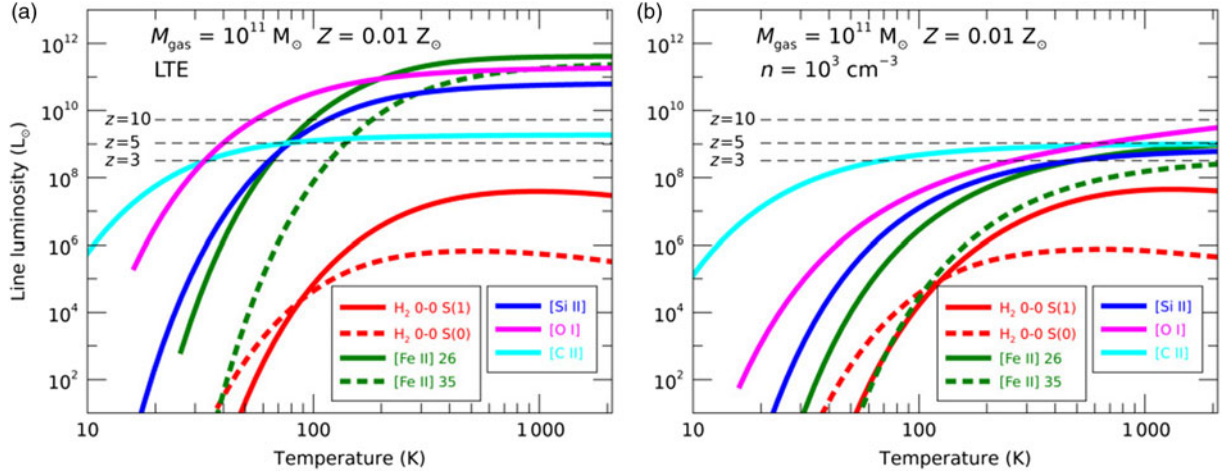 (a)
M_gas = 10^11 M_⊙ Z = 0.01 Z_⊙
LTE
10^12
10^10
10^8
10^6
10^4
10^2
z=10
z=5
z=3
Line luminosity (L_⊙)
H_2 0-0 S(1)
H_2 0-0 S(0)
[Fe II] 26
[Fe II] 35
[Si II]
[O I]
[C II]
10
100
1 000
Temperature (K)
(b)
M_gas = 10^11 M_⊙ Z = 0.01 Z_⊙
n = 10^3 cm^−3
10^12
10^10
10^8
10^6
10^4
10^2
z=10
z=5
z=3
H_2 0-0 S(1)
H_2 0-0 S(0)
[Fe II] 26
[Fe II] 35
[Si II]
[O I]
[C II]
10
100
1 000
Temperature (K)